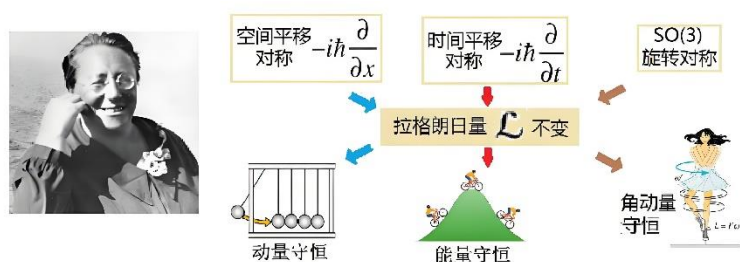 空间平移
对称
-iħ ∂/∂x
时间平移
对称
-iħ ∂/∂t
SO(3)
旋转对称
拉格朗日量 ℒ 不变
动量守恒
能量守恒
角动量
守恒